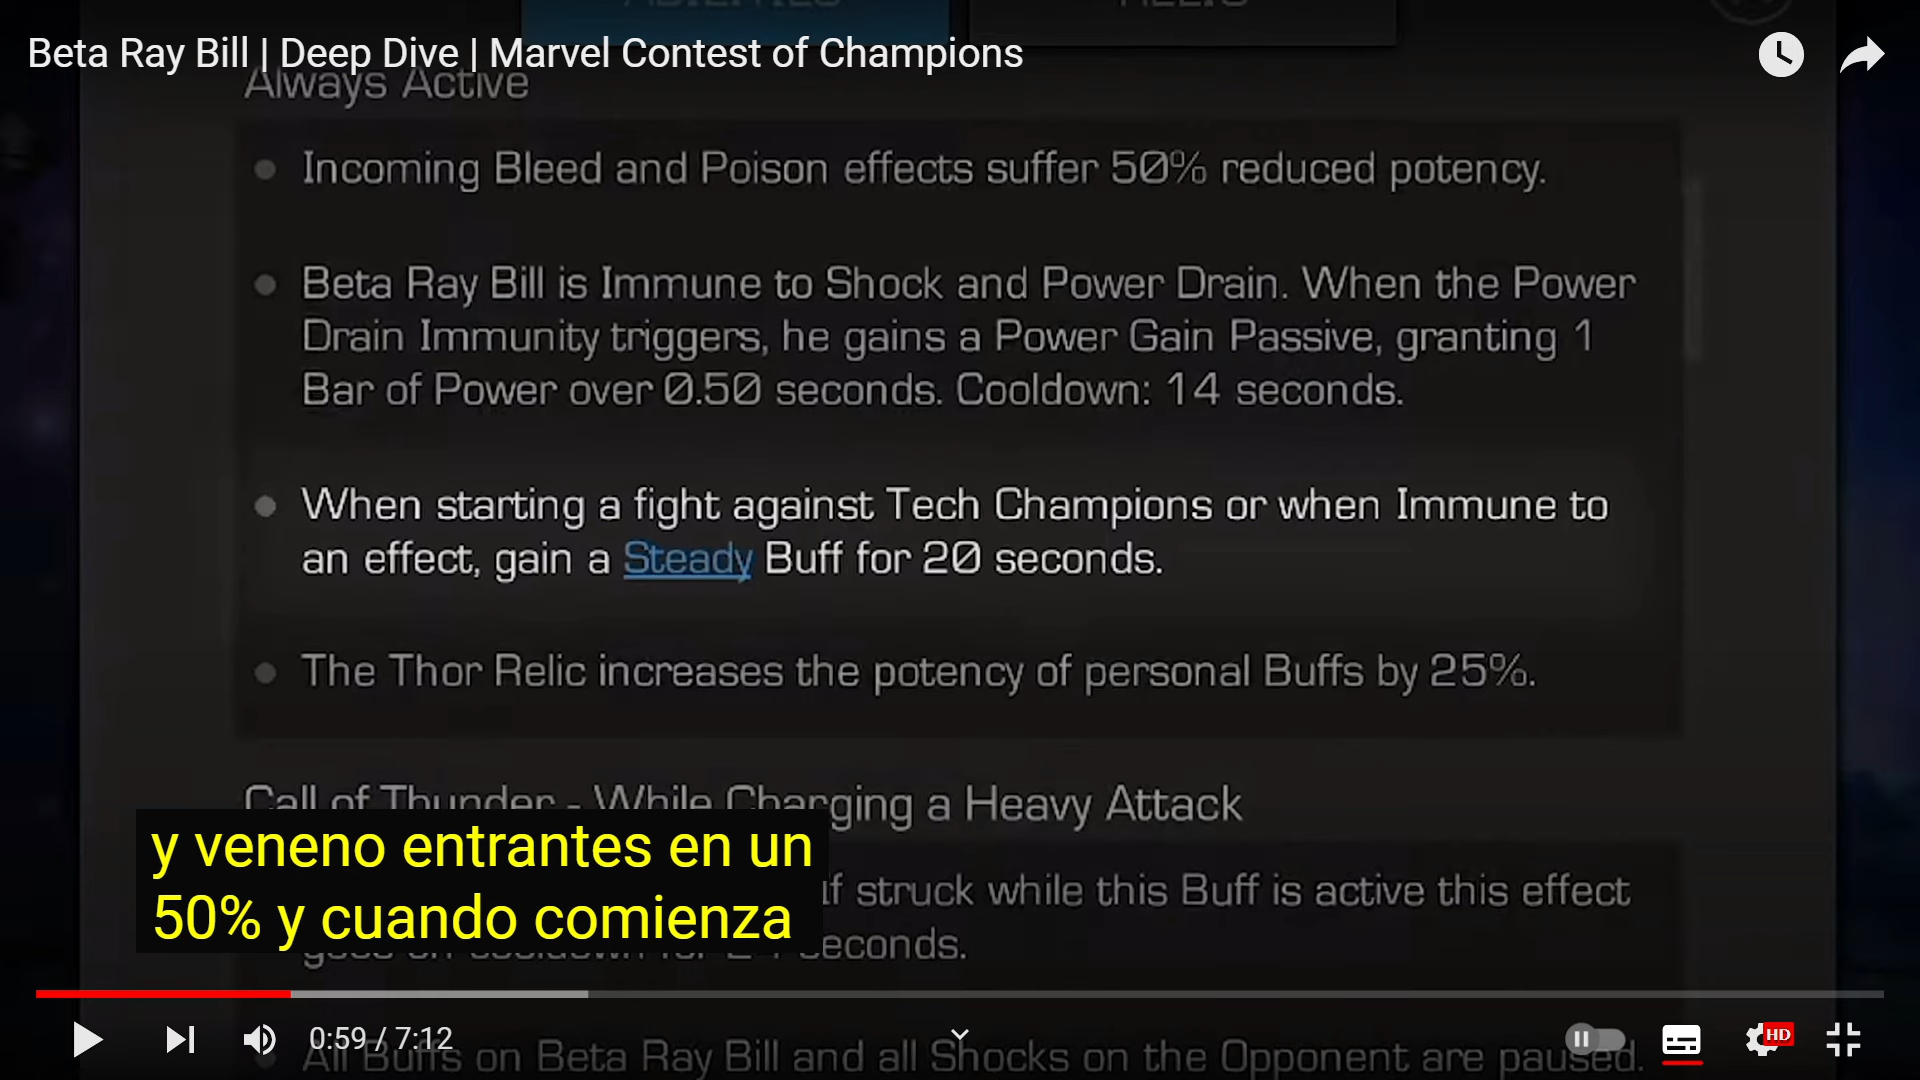 Beta Ray Bill | Deep Dive | Marvel Contest of Champions
Always Active
Incoming Bleed and Poison effects suffer 50% reduced potency.
Beta Ray Bill is Immune to Shock and Power Drain. When the Power
Drain Immunity triggers, he gains a Power Gain Passive, granting 1
Bar of Power over 0.50 seconds. Cooldown: 14 seconds.
When starting a fight against Tech Champions or when Immune to
an effect, gain a Steady Buff for 20 seconds.
The Thor Relic increases the potency of personal Buffs by 25%.
Call of Thunder - While Charging a Heavy Attack
y veneno entrantes en un
50% y cuando comienza
If struck while this Buff is active this effect
seconds.
0:59 / 7:12
HD
All Buffs on Beta Ray Bill and all Shocks on the Opponent are paused.